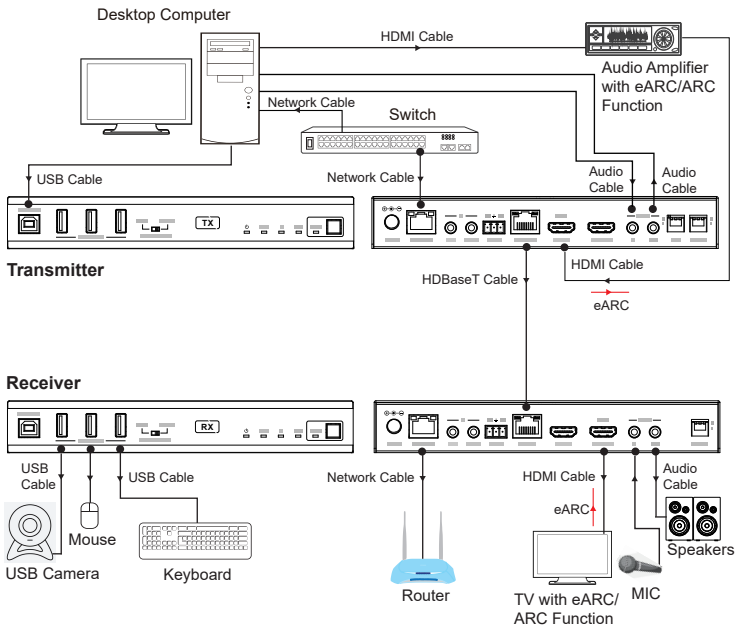 Desktop Computer
HDMI Cable
Audio Amplifier
with eARC/ARC
Function
Network Cable
Switch
USB Cable
Network Cable
Audio
Cable
Audio
Cable
TX
Transmitter
HDMI Cable
HDBaseT Cable
eARC
Receiver
RX
USB
Cable
USB Cable
Network Cable
HDMI Cable
Audio
Cable
eARC
Mouse
Speakers
USB Camera
Keyboard
Router
TV with eARC/
ARC Function
MIC